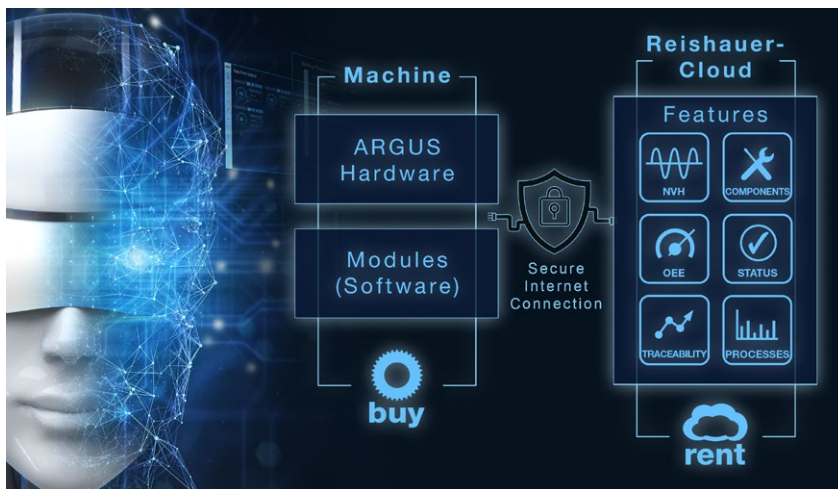 Machine
ARGUS
Hardware
Modules
(Software)
buy
Secure
Internet
Connection
Reishauer-
Cloud
Features
NVH
COMPONENTS
OEE
STATUS
TRACEABILITY
PROCESSES
rent